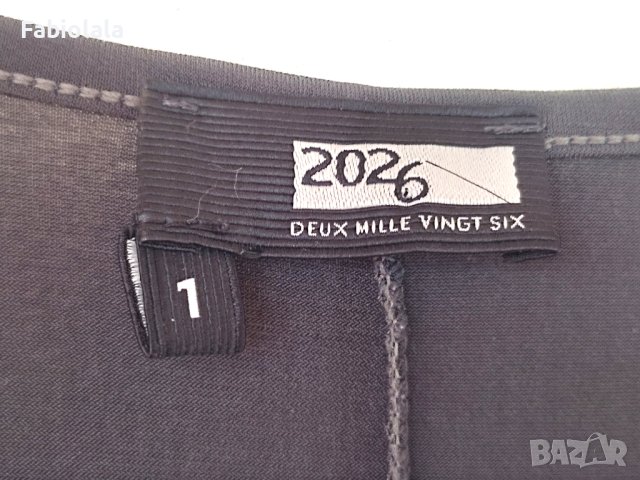 Fabiolala
2026
DEUX MILLE VINGT SIX
1
BAZAR